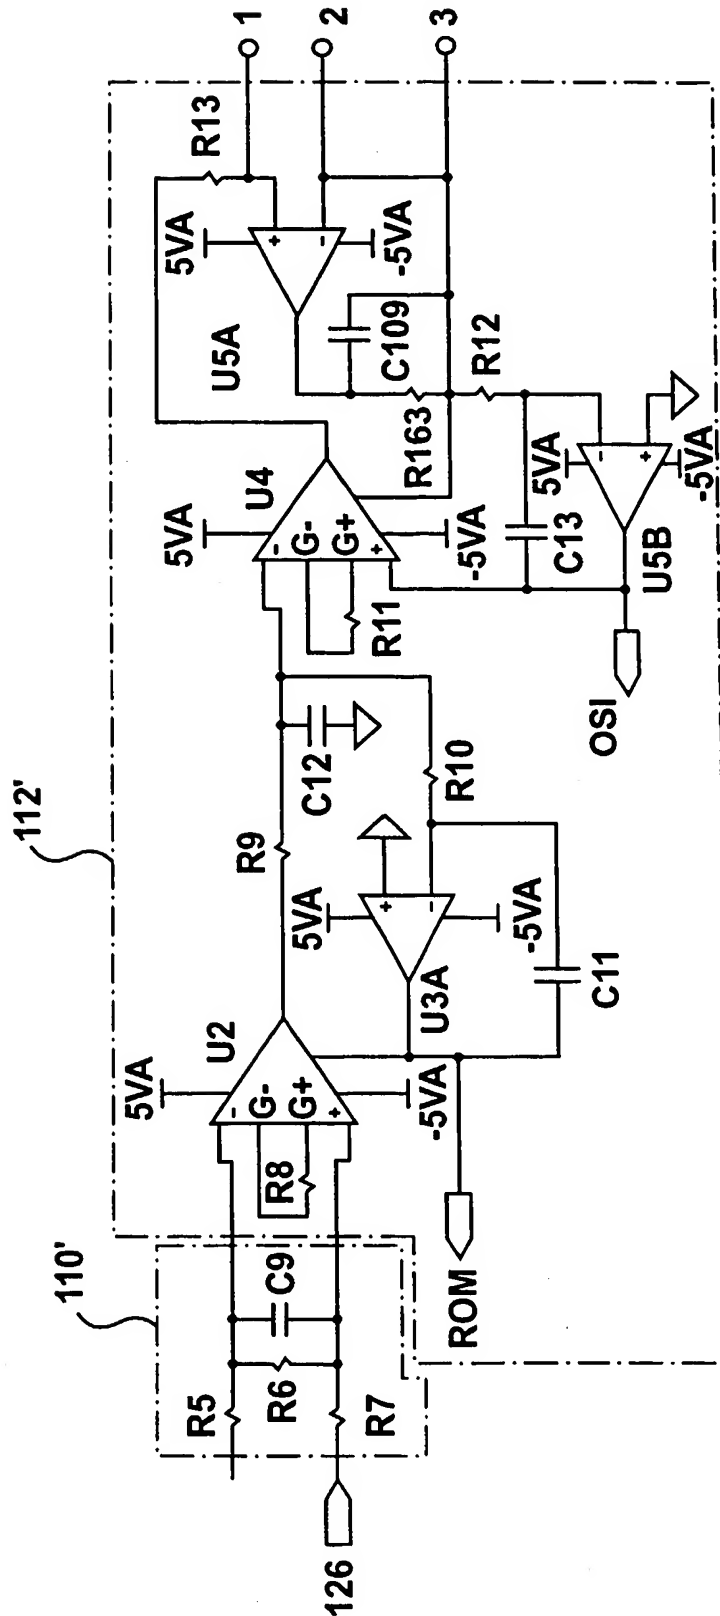 112'
110'
1
2
3
R13
5VA
+
-
-5VA
U5A
C109
R163
R12
5VA
-
+
-5VA
U5B
C13
OSI
U4
5VA
-
G-
G+
+
-5VA
R11
C12
R10
R9
5VA
+
-
-5VA
U3A
C11
U2
5VA
-
G-
G+
+
-5VA
R8
ROM
C9
R6
R5
R7
126